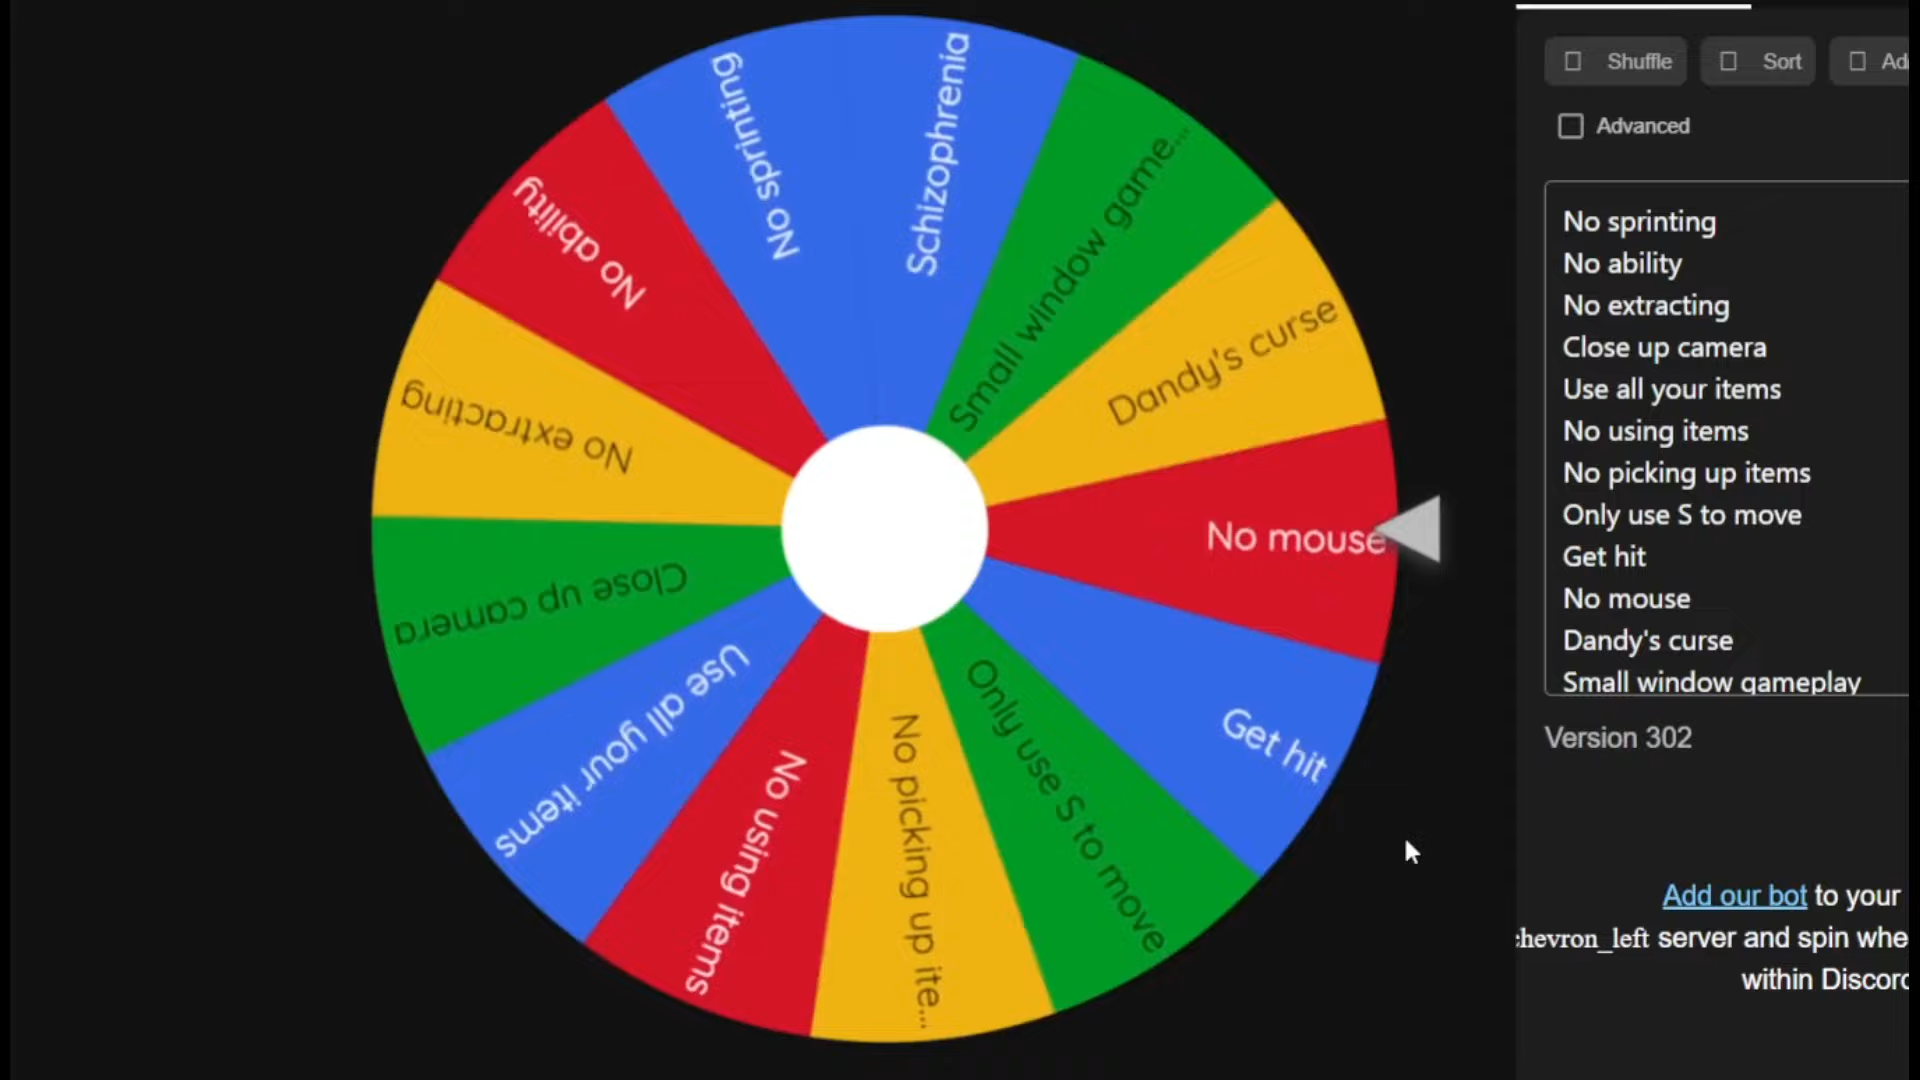 No sprinting
Schizophrenia
Small window game...
Dandy's curse
No mouse
Get hit
Only use S to move
No picking up ite...
No using items
Use all your items
Close up camera
No extracting
No ability
Shuffle
Sort
Ad
Advanced
No sprinting
No ability
No extracting
Close up camera
Use all your items
No using items
No picking up items
Only use S to move
Get hit
No mouse
Dandy's curse
Small window gameplay
Version 302
Add our bot to your
chevron_left server and spin whe
within Discord